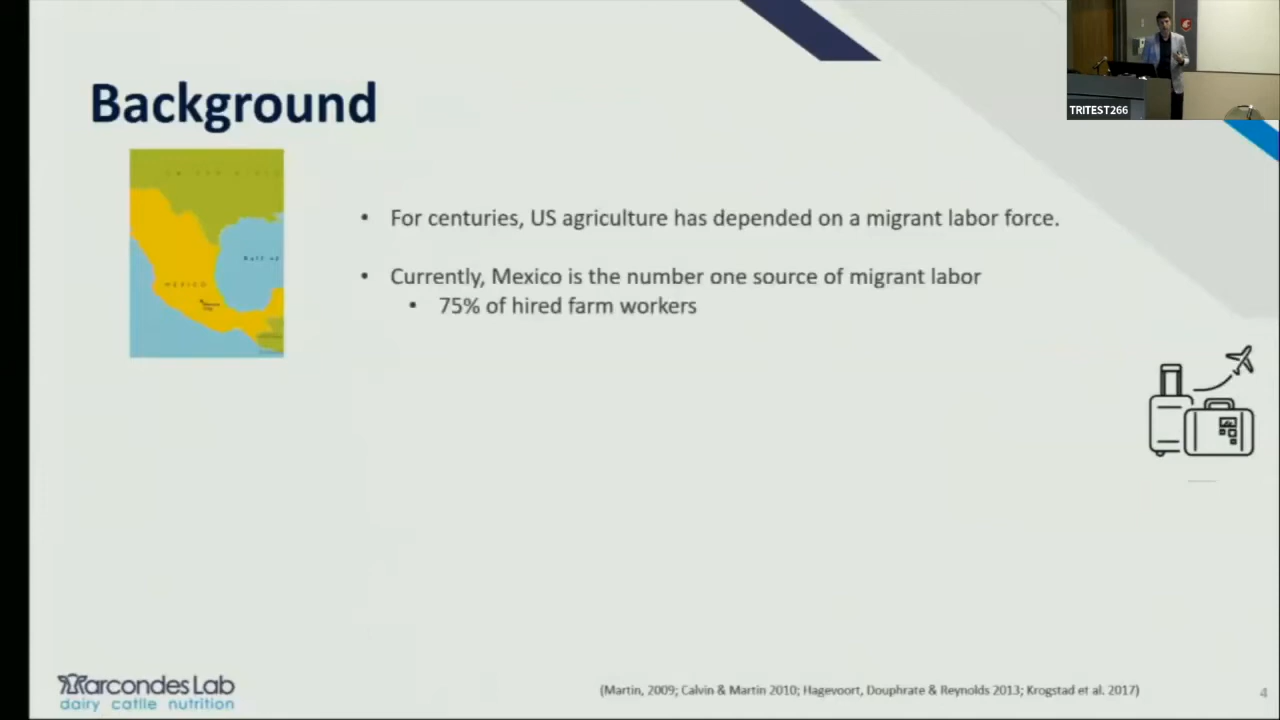 Background
TRITEST266
• For centuries, US agriculture has depended on a migrant labor force.
• Currently, Mexico is the number one source of migrant labor
• 75% of hired farm workers
MEXICO
Marcondes Lab
dairy cattle nutrition
(Martin, 2009; Calvin & Martin 2010; Hagevoort, Douphrate & Reynolds 2013; Krogstad et al. 2017)
4